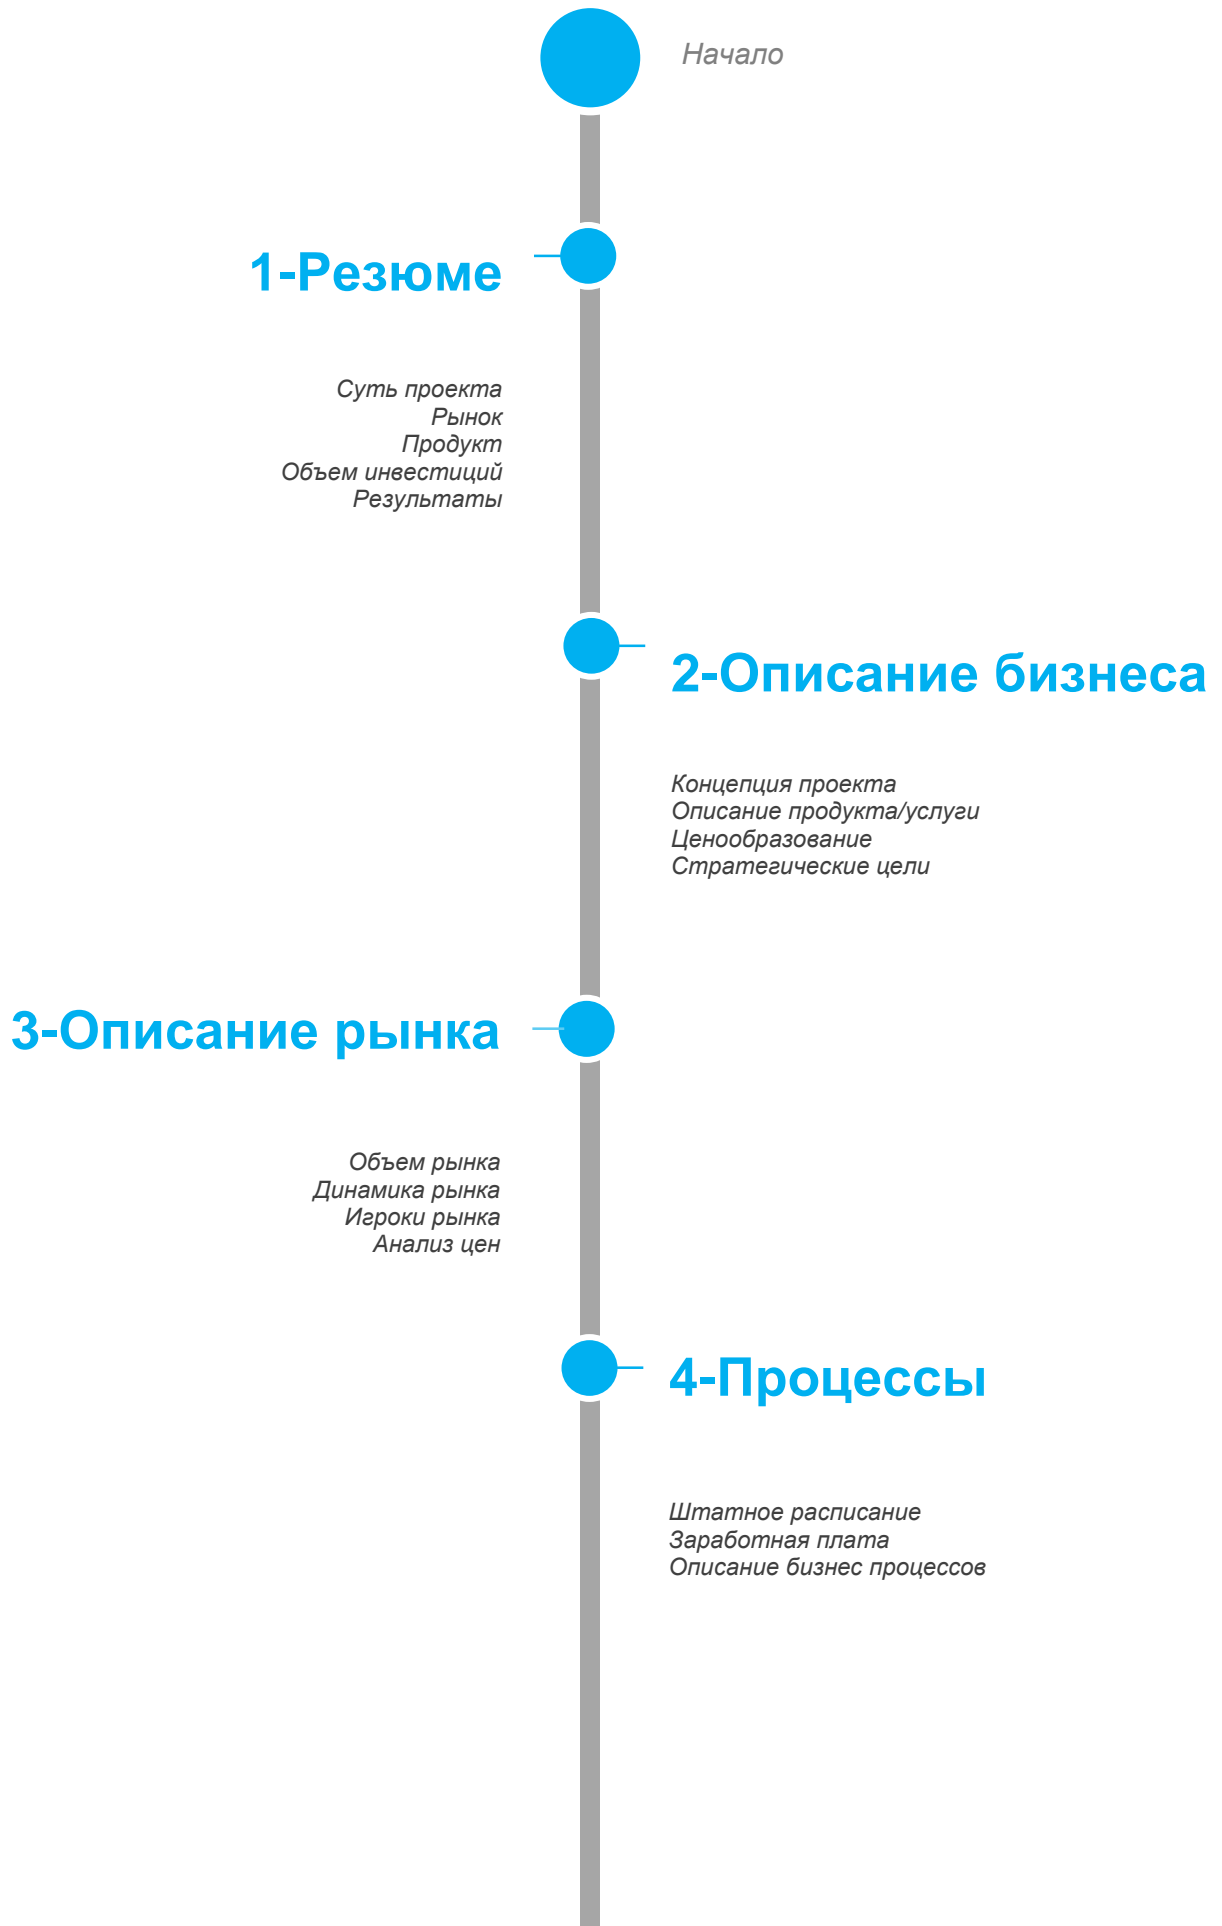 Начало
1-Резюме
Суть проекта
Рынок
Продукт
Объем инвестиций
Результаты
2-Описание бизнеса
Концепция проекта
Описание продукта/услуги
Ценообразование
Стратегические цели
3-Описание рынка
Объем рынка
Динамика рынка
Игроки рынка
Анализ цен
4-Процессы
Штатное расписание
Заработная плата
Описание бизнес процессов